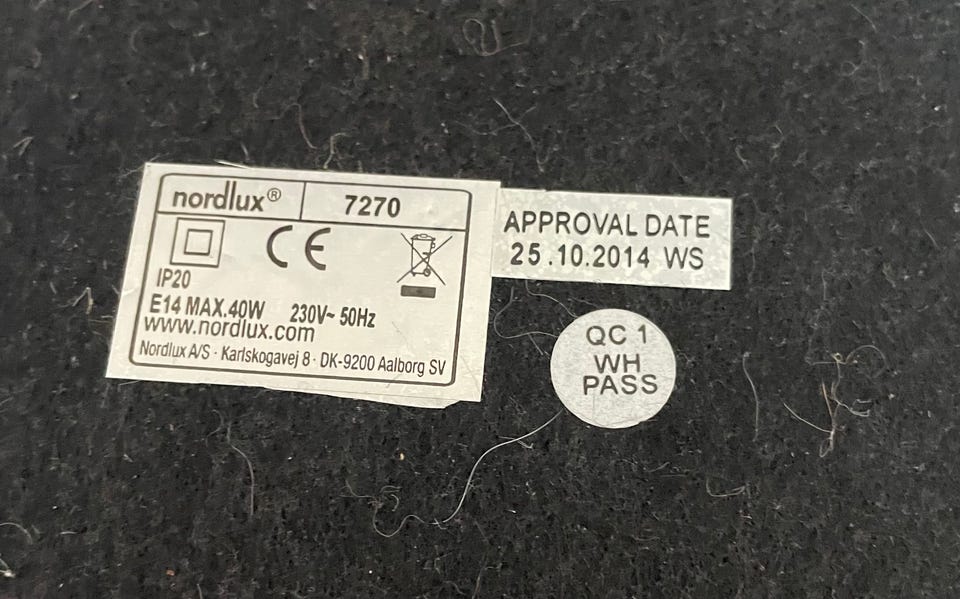 nordlux® 7270
CE
IP20
E14 MAX.40W 230V~ 50Hz
www.nordlux.com
Nordlux A/S · Karlskogavej 8 · DK-9200 Aalborg SV
APPROVAL DATE
25.10.2014 WS
QC 1
WH
PASS